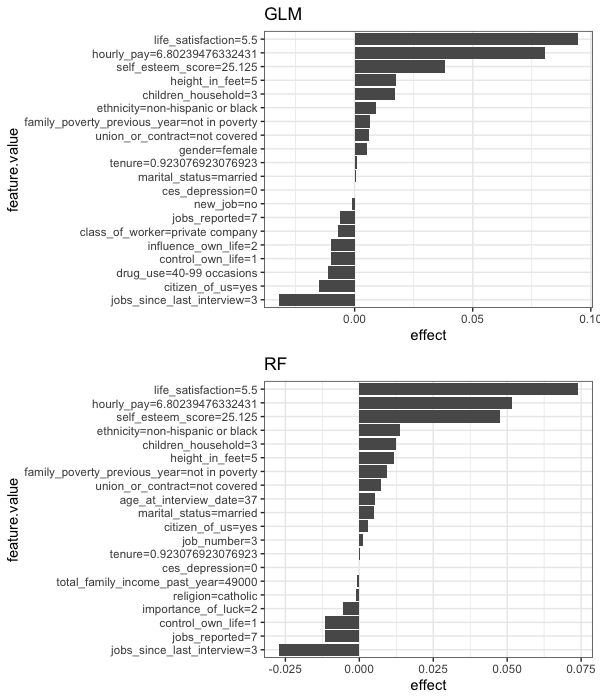 GLM
life_satisfaction=5.5
hourly_pay=6.80239476332431
self_esteem_score=25.125
height_in_feet=5
children_household=3
ethnicity=non-hispanic or black
family_poverty_previous_year=not in poverty
union_or_contract=not covered
gender=female
tenure=0.923076923076923
marital_status=married
ces_depression=0
new_job=no
jobs_reported=7
class_of_worker=private company
influence_own_life=2
control_own_life=1
drug_use=40-99 occasions
citizen_of_us=yes
jobs_since_last_interview=3
feature.value
0.00 0.05 0.10
effect
RF
life_satisfaction=5.5
hourly_pay=6.80239476332431
self_esteem_score=25.125
ethnicity=non-hispanic or black
children_household=3
height_in_feet=5
family_poverty_previous_year=not in poverty
union_or_contract=not covered
age_at_interview_date=37
marital_status=married
citizen_of_us=yes
job_number=3
tenure=0.923076923076923
ces_depression=0
total_family_income_past_year=49000
religion=catholic
importance_of_luck=2
control_own_life=1
jobs_reported=7
jobs_since_last_interview=3
feature.value
-0.025 0.000 0.025 0.050 0.075
effect